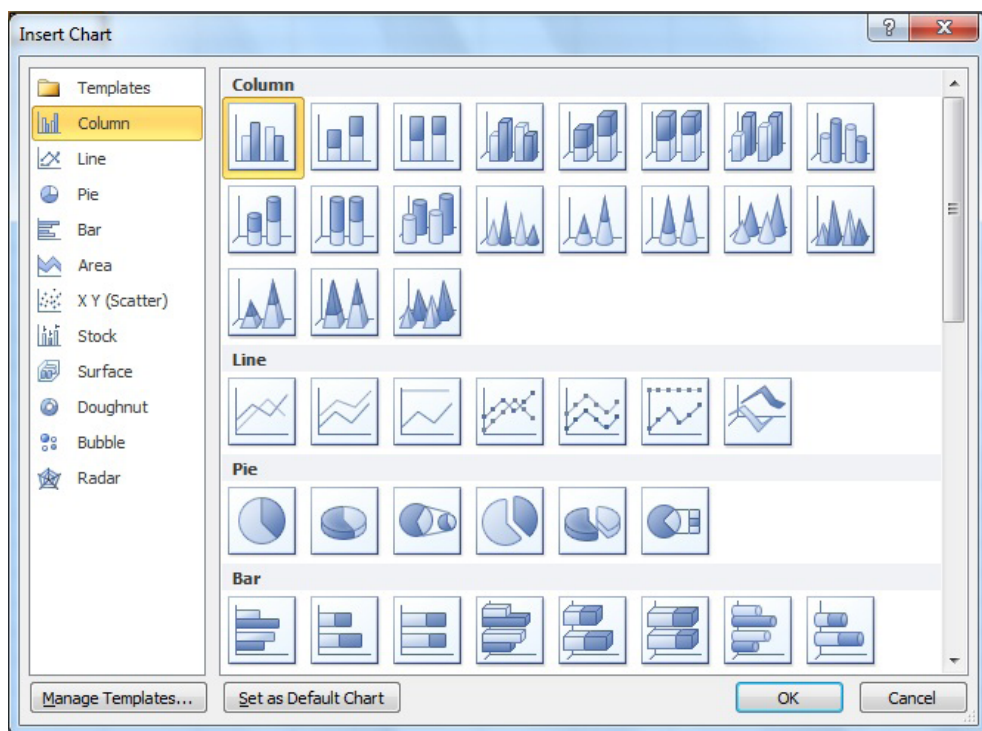 Insert Chart
Templates
Column
Line
Pie
Bar
Area
X Y (Scatter)
Stock
Surface
Doughnut
Bubble
Radar
Column
Line
Pie
Bar
Manage Templates...
Set as Default Chart
OK
Cancel